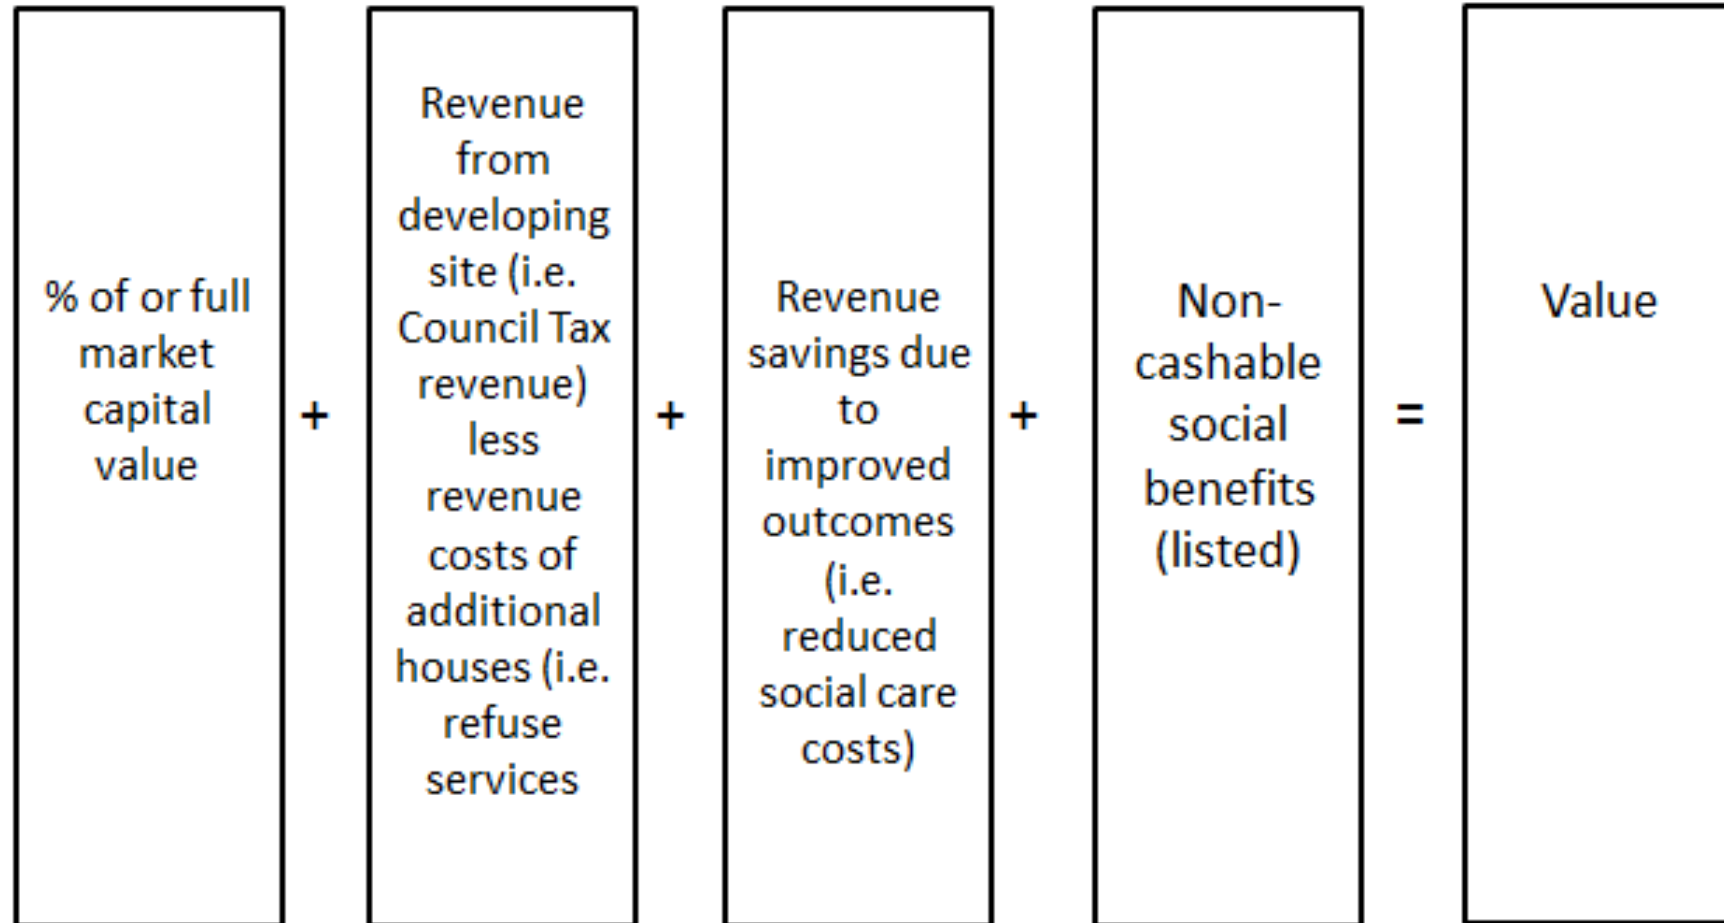 % of or full
market
capital
value
+
Revenue
from
developing
site (i.e.
Council Tax
revenue)
less
revenue
costs of
additional
houses (i.e.
refuse
services
+
Revenue
savings due
to
improved
outcomes
(i.e.
reduced
social care
costs)
+
Non-
cashable
social
benefits
(listed)
=
Value